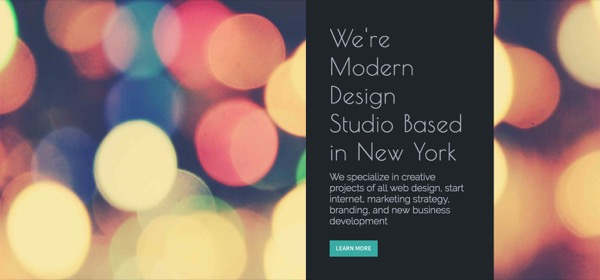 We're
Modern
Design
Studio Based
in New York
We specialize in creative
projects of all web design, start
internet, marketing strategy,
branding, and new business
development
LEARN MORE